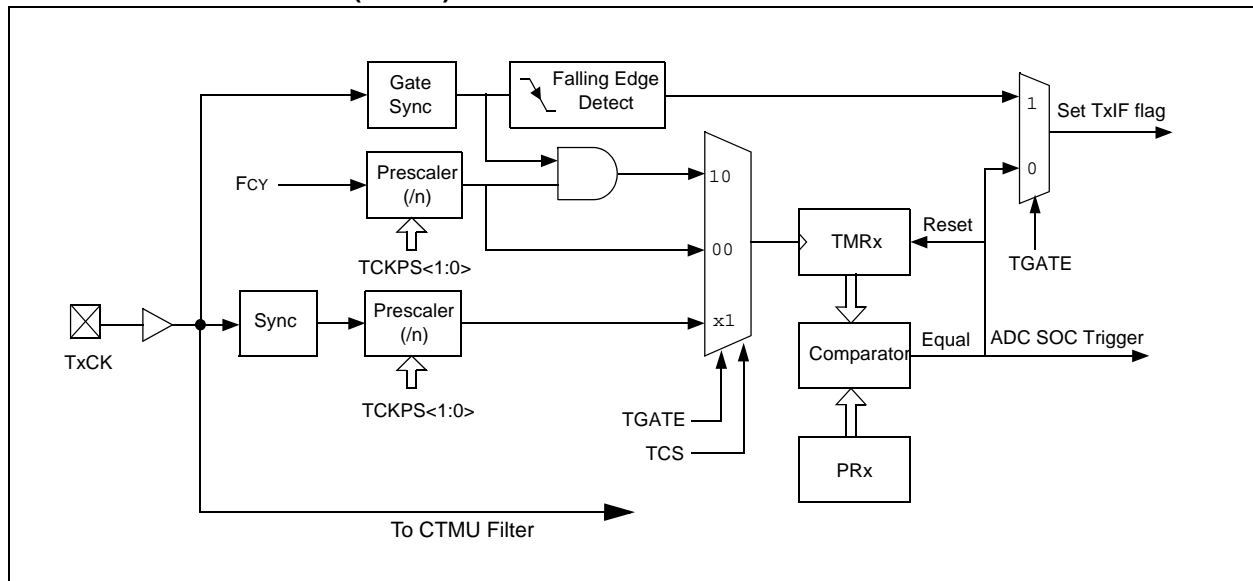 Gate
Sync
Falling Edge
Detect
1
Set TxIF flag
0
10
FCY
Prescaler
(/n)
00
TMRx
Reset
TGATE
TCKPS<1:0>
Sync
Prescaler
(/n)
x1
TxCK
Comparator
Equal
ADC SOC Trigger
TCKPS<1:0>
TGATE
TCS
PRx
To CTMU Filter